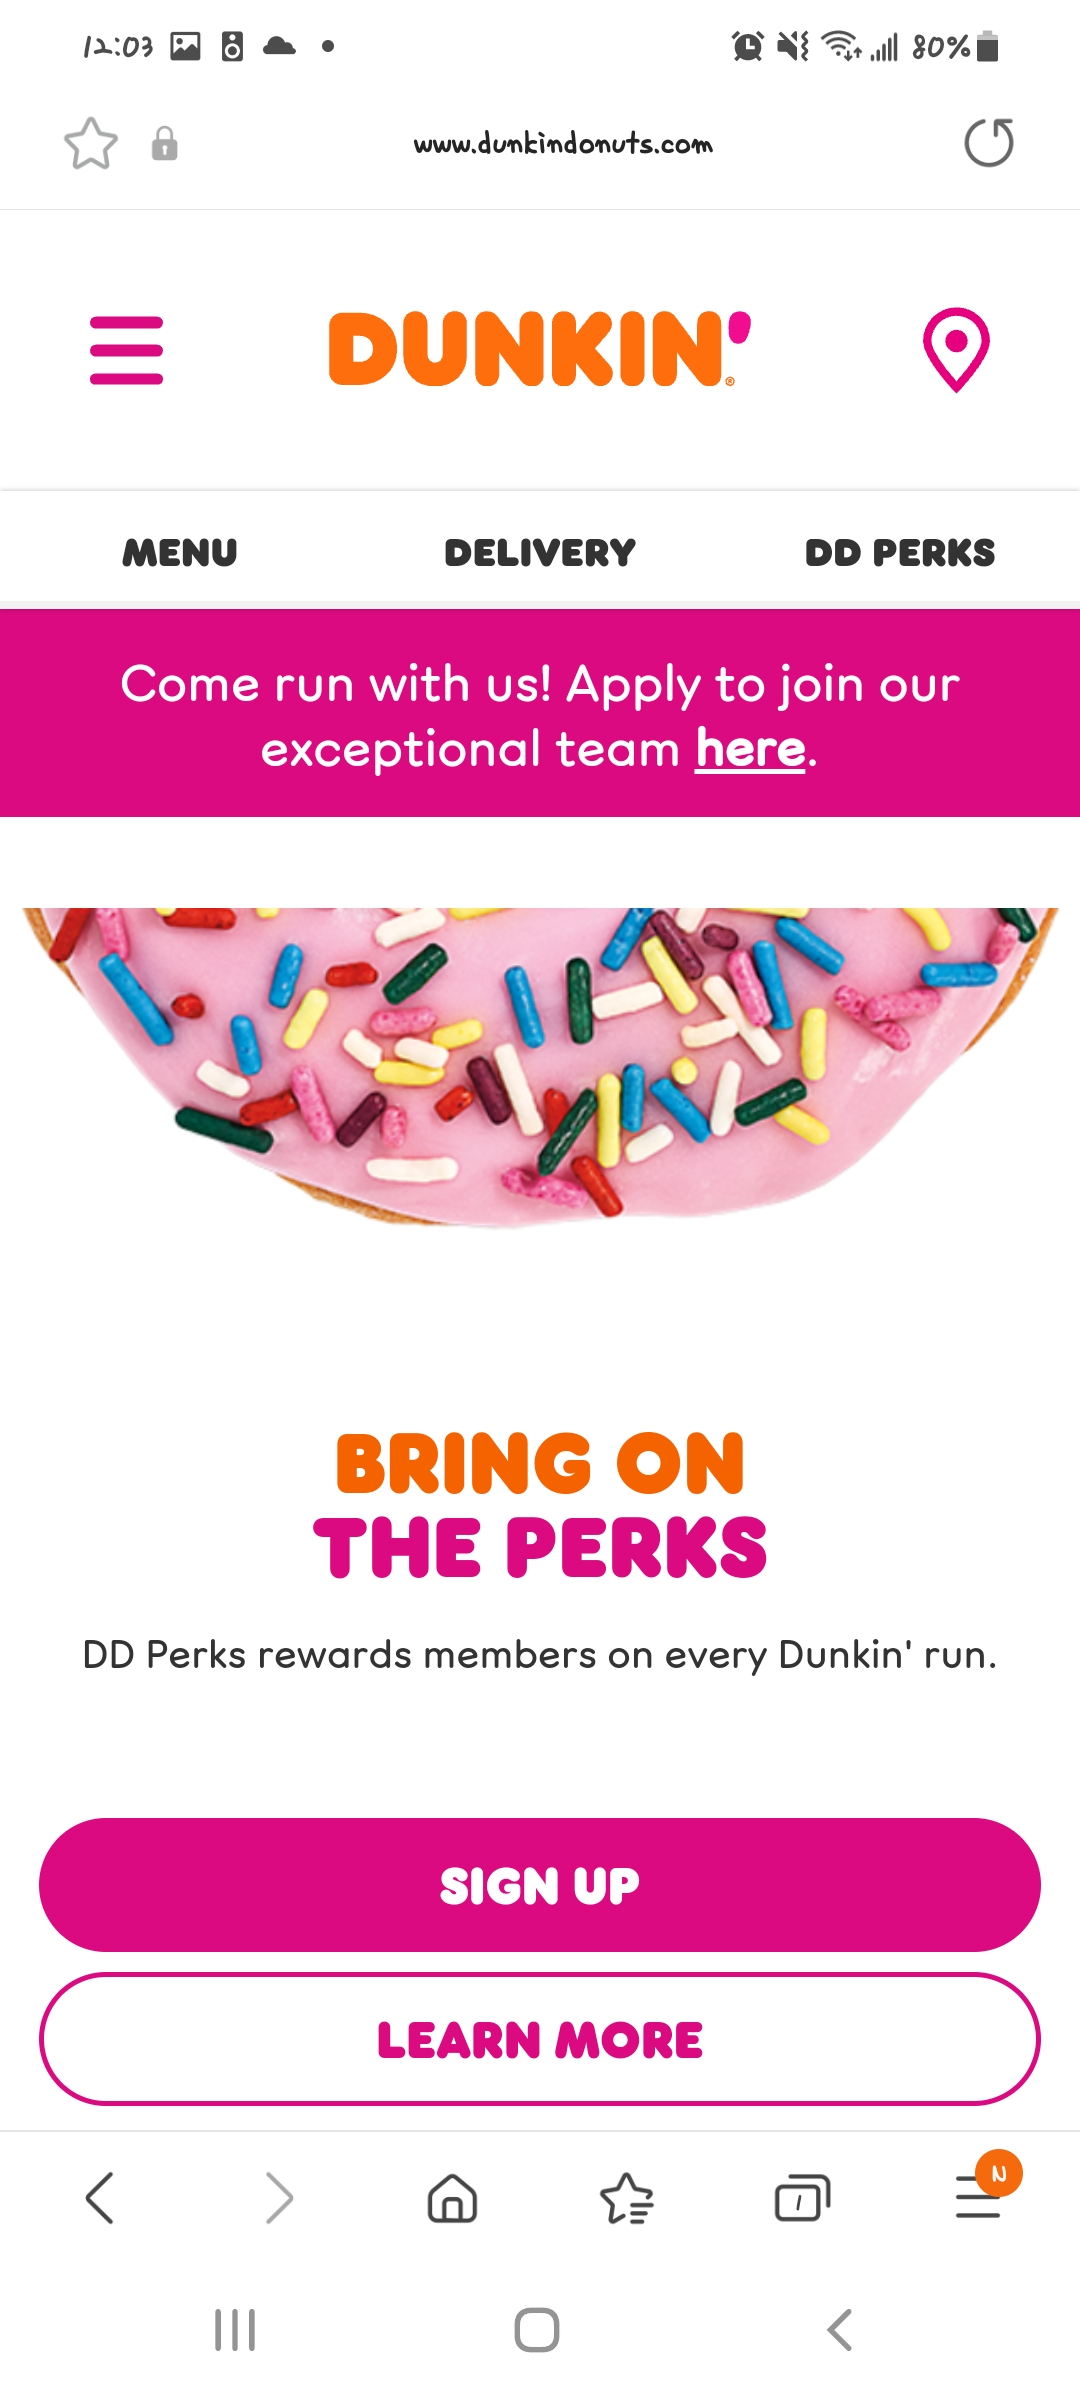 12:03
80%
www.dunkindonuts.com
DUNKIN'®
MENU DELIVERY DD PERKS
Come run with us! Apply to join our
exceptional team here.
BRING ON
THE PERKS
DD Perks rewards members on every Dunkin' run.
SIGN UP
LEARN MORE
1
N